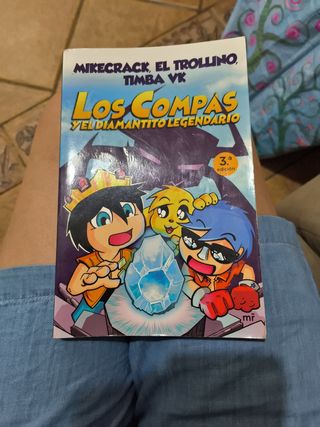 MIKECRACK, EL TROLLINO,
TIMBA VK
LOS COMPAS
Y EL DIAMANTITO LEGENDARIO
3.ª
edición
mr